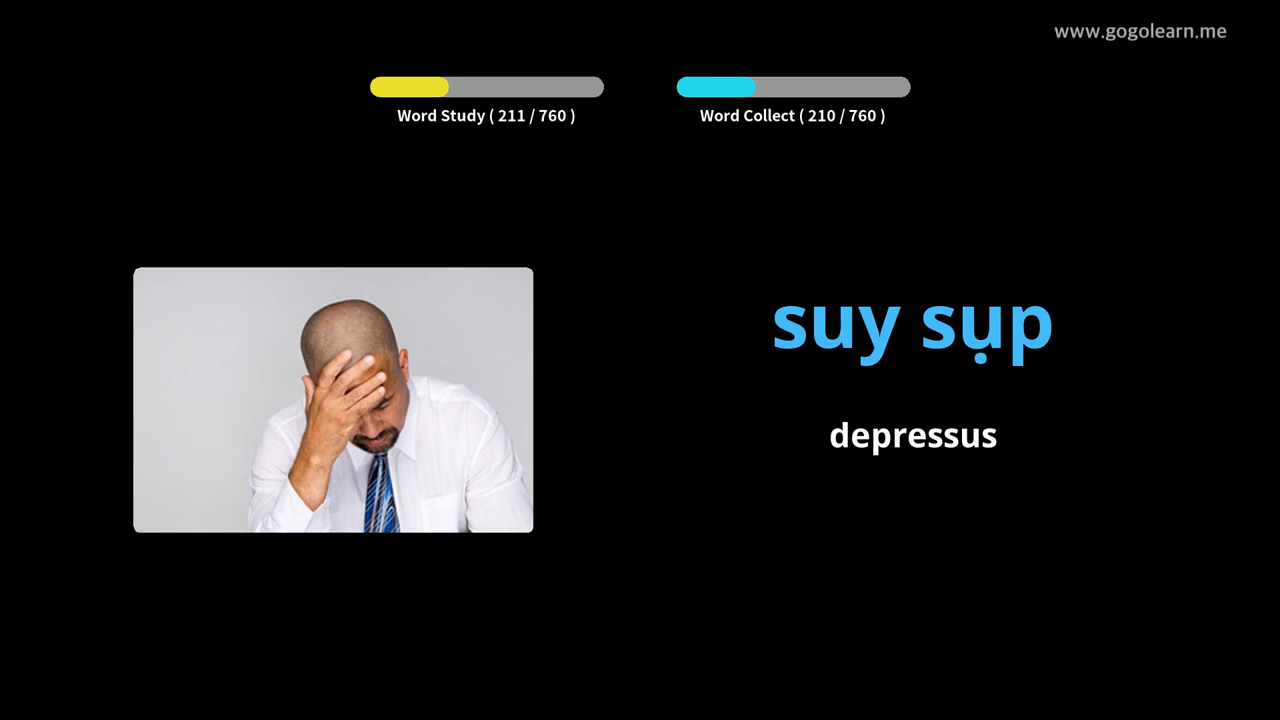 www.gogolearn.me
Word Study ( 211 / 760 )
Word Collect ( 210 / 760 )
suy sụp
depressus